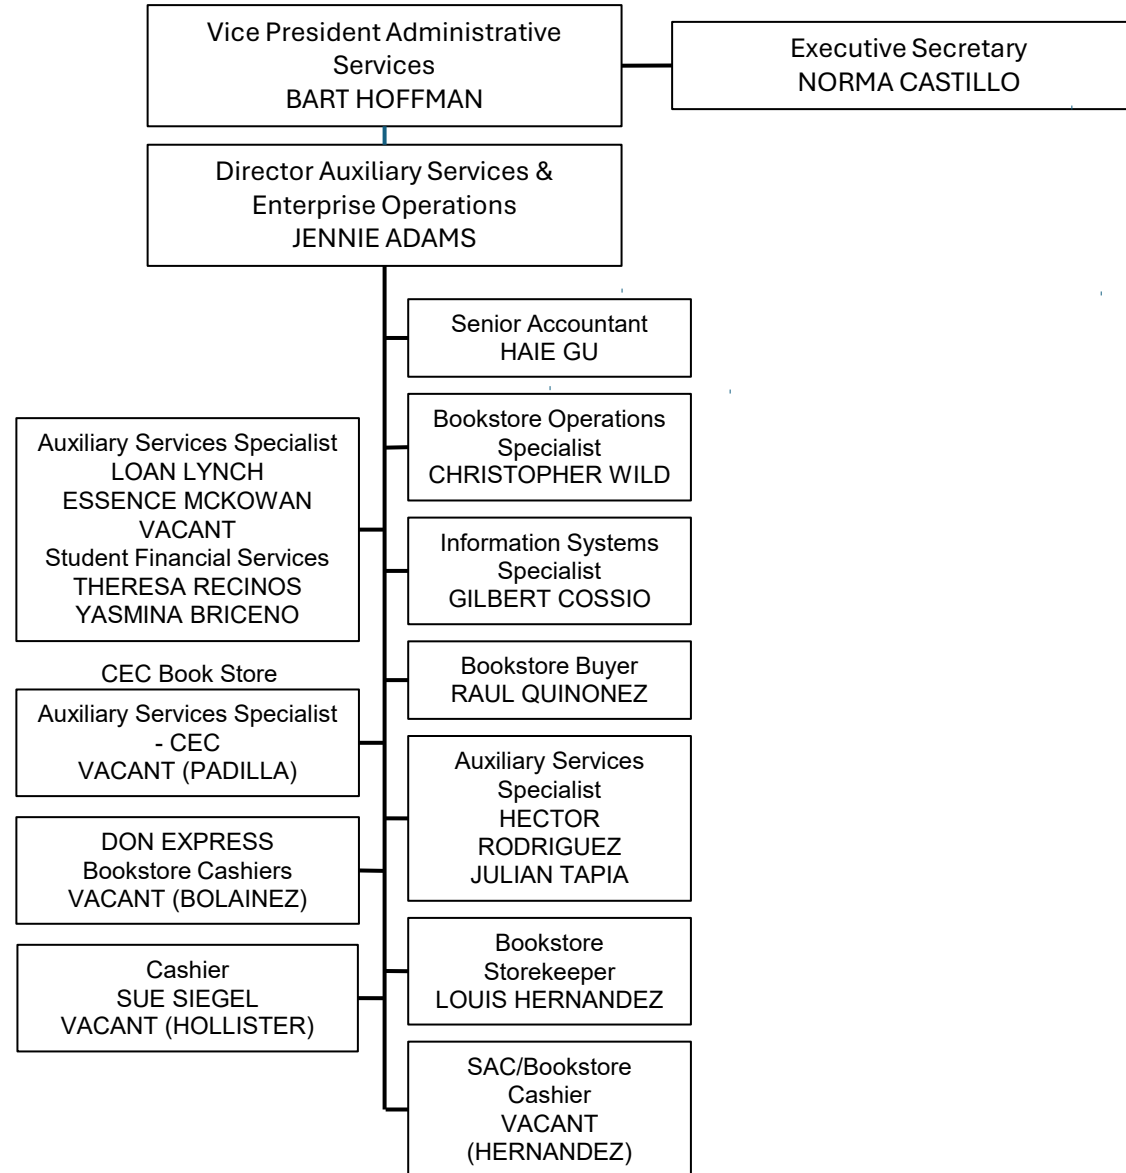 Vice President Administrative
Services
BART HOFFMAN
Executive Secretary
NORMA CASTILLO
Director Auxiliary Services &
Enterprise Operations
JENNIE ADAMS
Senior Accountant
HAIE GU
Bookstore Operations
Specialist
CHRISTOPHER WILD
Information Systems
Specialist
GILBERT COSSIO
Bookstore Buyer
RAUL QUINONEZ
Auxiliary Services
Specialist
HECTOR
RODRIGUEZ
JULIAN TAPIA
Bookstore
Storekeeper
LOUIS HERNANDEZ
SAC/Bookstore
Cashier
VACANT
(HERNANDEZ)
Auxiliary Services Specialist
LOAN LYNCH
ESSENCE MCKOWAN
VACANT
Student Financial Services
THERESA RECINOS
YASMINA BRICENO
CEC Book Store
Auxiliary Services Specialist
- CEC
VACANT (PADILLA)
DON EXPRESS
Bookstore Cashiers
VACANT (BOLAINEZ)
Cashier
SUE SIEGEL
VACANT (HOLLISTER)